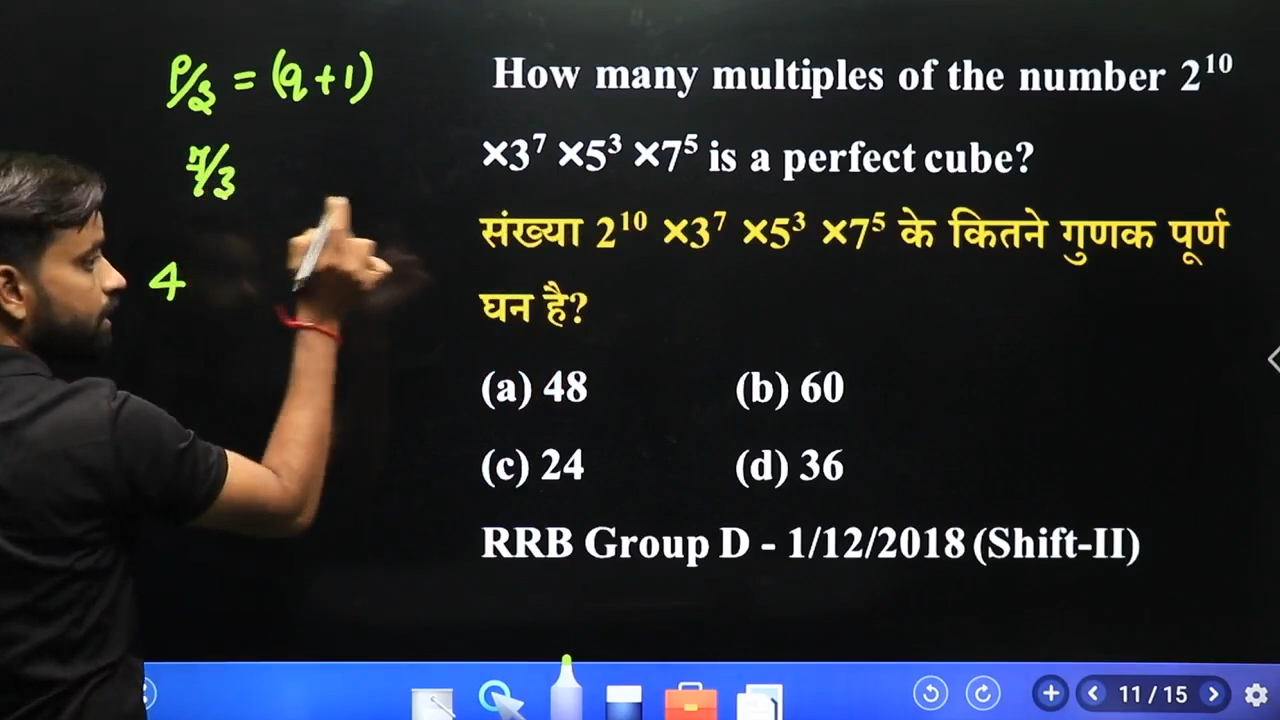 P/3 = (q+1)
7/3
4
How many multiples of the number 2¹⁰
×3⁷ ×5³ ×7⁵ is a perfect cube?
संख्या 2¹⁰ ×3⁷ ×5³ ×7⁵ के कितने गुणक पूर्ण
घन है?
(a) 48 (b) 60
(c) 24 (d) 36
RRB Group D - 1/12/2018 (Shift-II)
11 / 15